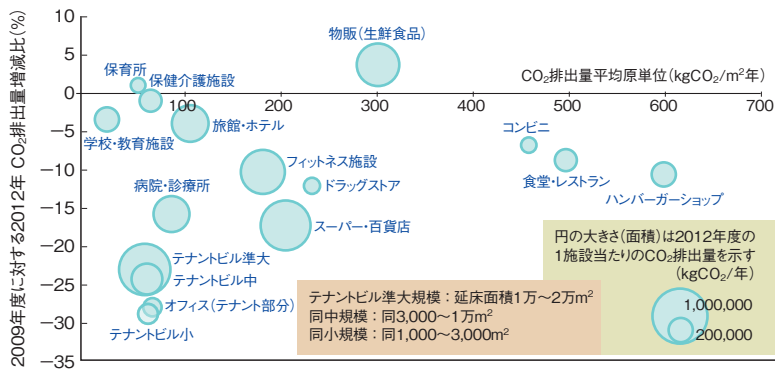 2009年度に対する2012年 CO₂排出量増減比(%)
10
5
0
−5
−10
−15
−20
−25
−30
−35
CO₂排出量平均原単位(kgCO₂/m²年)
100
200
300
400
500
600
700
物販(生鮮食品)
保育所
保健介護施設
学校・教育施設
旅館・ホテル
コンビニ
食堂・レストラン
ハンバーガーショップ
フィットネス施設
ドラッグストア
病院・診療所
スーパー・百貨店
テナントビル準大
テナントビル中
オフィス(テナント部分)
テナントビル小
テナントビル準大規模：延床面積1万〜2万m²
同中規模：同3,000〜1万m²
同小規模：同1,000〜3,000m²
円の大きさ(面積)は2012年度の
1施設当たりのCO₂排出量を示す
(kgCO₂/年)
1,000,000
200,000